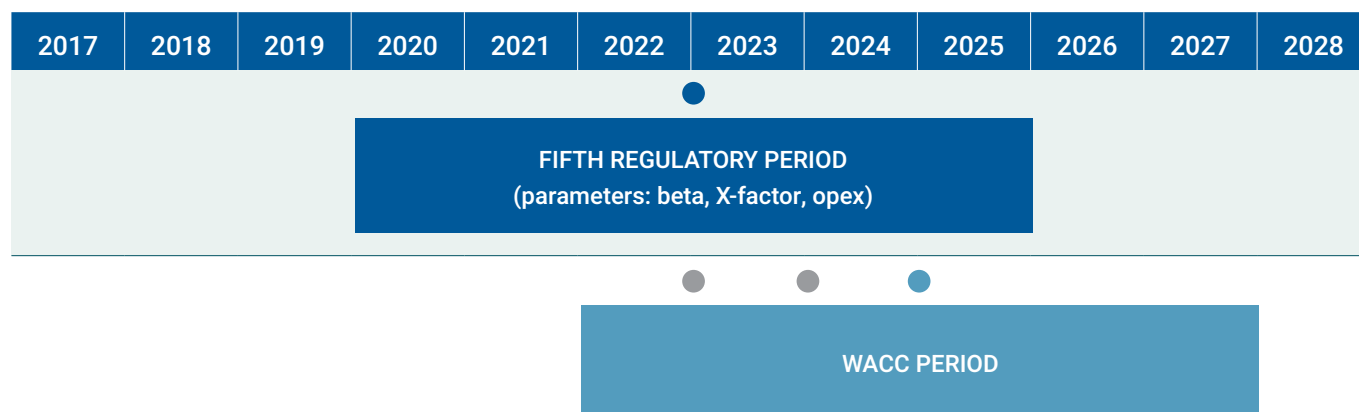 2017 2018 2019 2020 2021 2022 2023 2024 2025 2026 2027 2028
FIFTH REGULATORY PERIOD
(parameters: beta, X-factor, opex)
WACC PERIOD